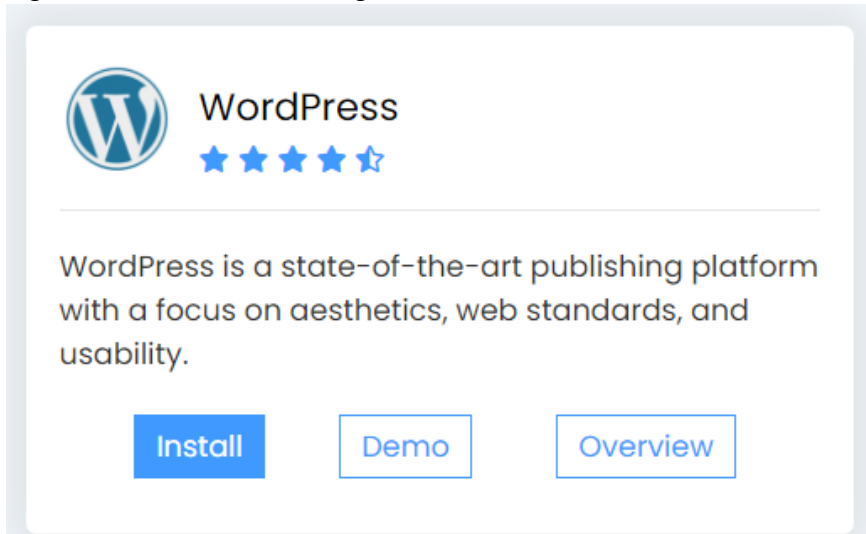 WordPress
WordPress is a state-of-the-art publishing platform
with a focus on aesthetics, web standards, and
usability.
Install Demo Overview